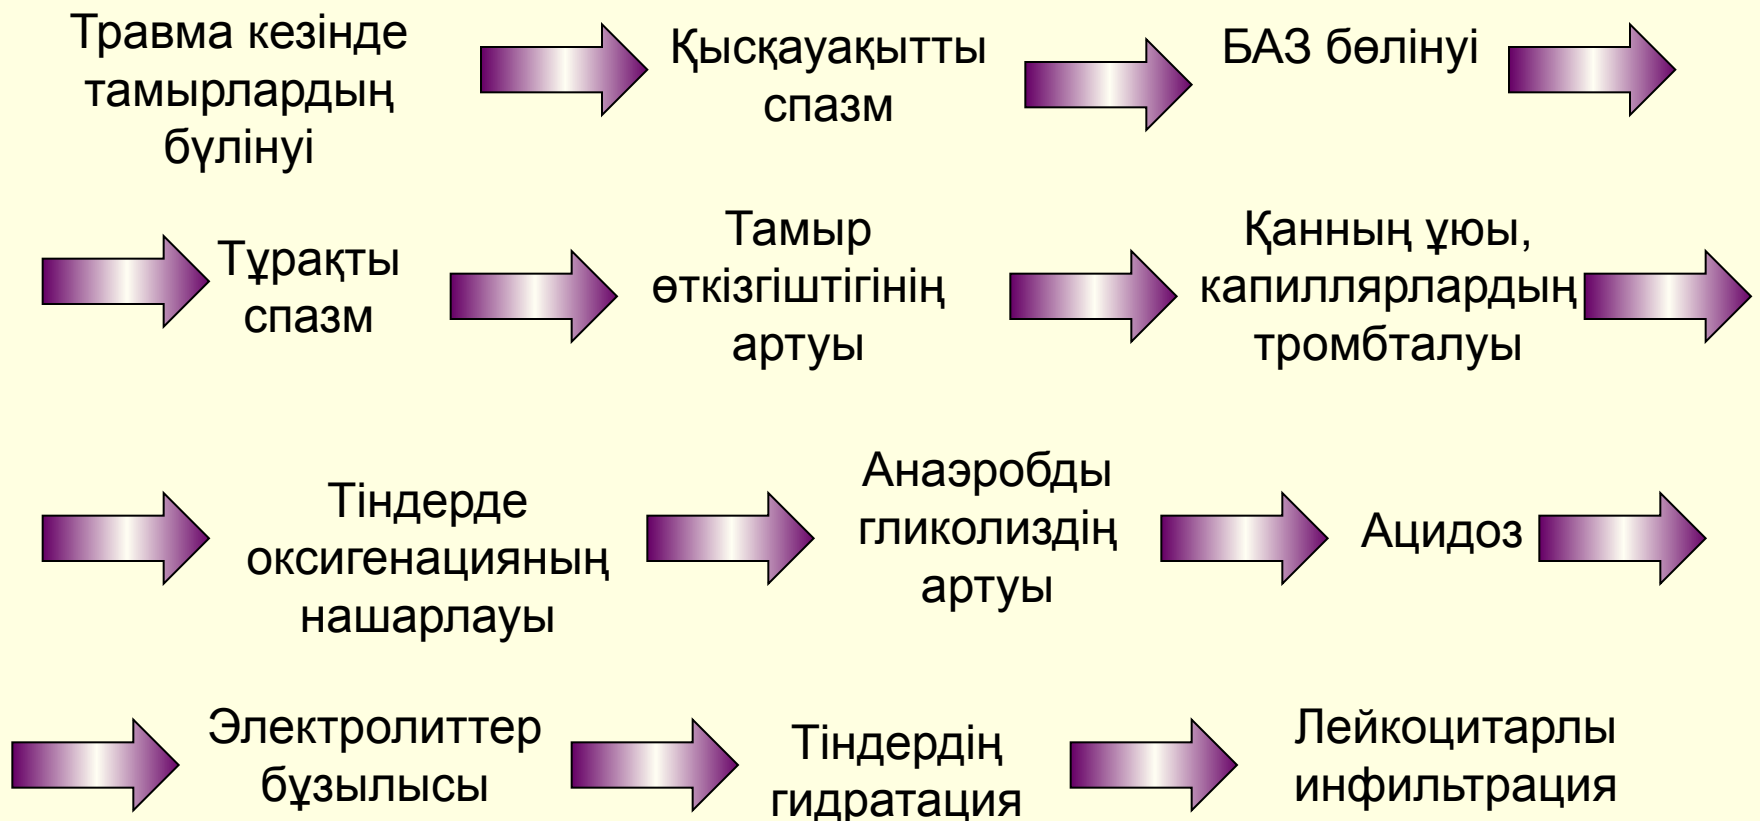 Травма кезінде
тамырлардың
бүлінуі
Қысқауақытты
спазм
БАЗ бөлінуі
Тұрақты
спазм
Тамыр
өткізгіштігінің
артуы
Қанның ұюы,
капиллярлардың
тромбталуы
Тіндерде
оксигенацияның
нашарлауы
Анаэробды
гликолиздің
артуы
Ацидоз
Электролиттер
бұзылысы
Тіндердің
гидратация
Лейкоцитарлы
инфильтрация